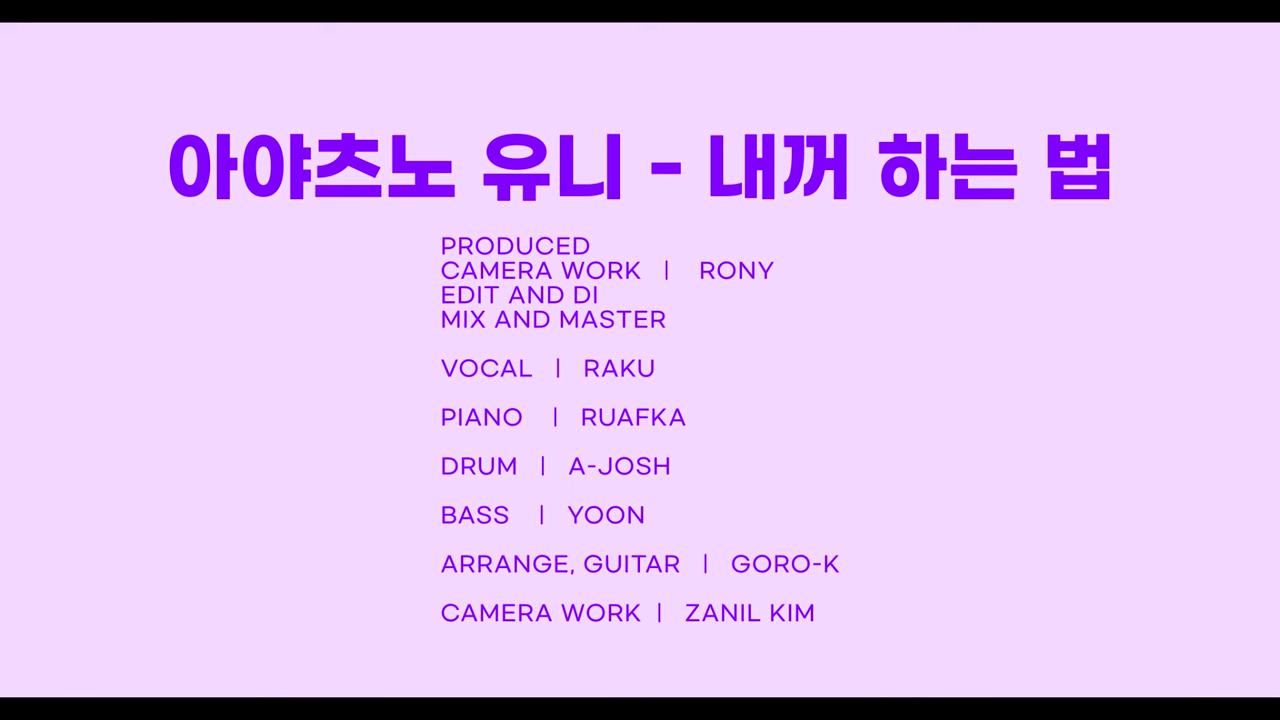 아야츠노 유니 - 내꺼 하는 법
PRODUCED
CAMERA WORK | RONY
EDIT AND DI
MIX AND MASTER
VOCAL | RAKU
PIANO | RUAFKA
DRUM | A-JOSH
BASS | YOON
ARRANGE, GUITAR | GORO-K
CAMERA WORK | ZANIL KIM